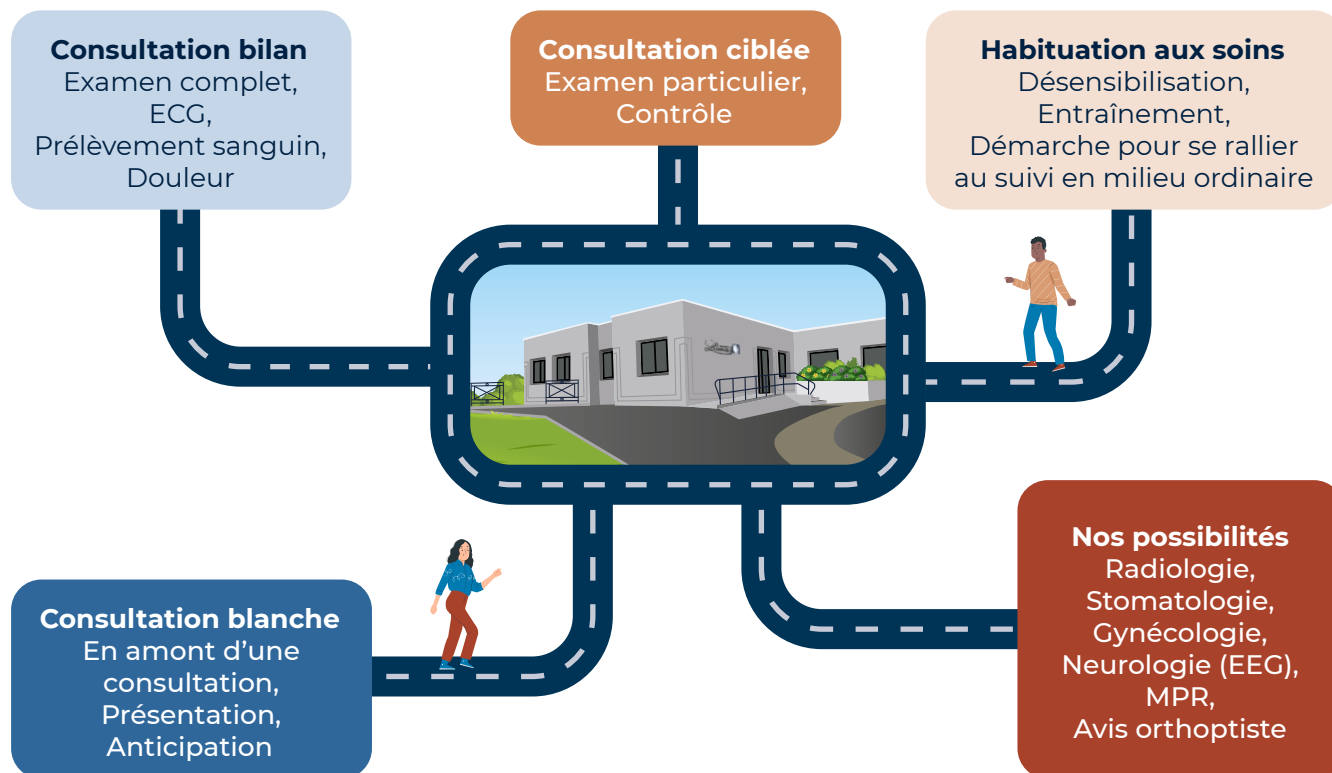 Consultation bilan
Examen complet,
ECG,
Prélèvement sanguin,
Douleur
Consultation ciblée
Examen particulier,
Contrôle
Habituation aux soins
Désensibilisation,
Entraînement,
Démarche pour se rallier
au suivi en milieu ordinaire
Consultation blanche
En amont d’une
consultation,
Présentation,
Anticipation
Nos possibilités
Radiologie,
Stomatologie,
Gynécologie,
Neurologie (EEG),
MPR,
Avis orthoptiste